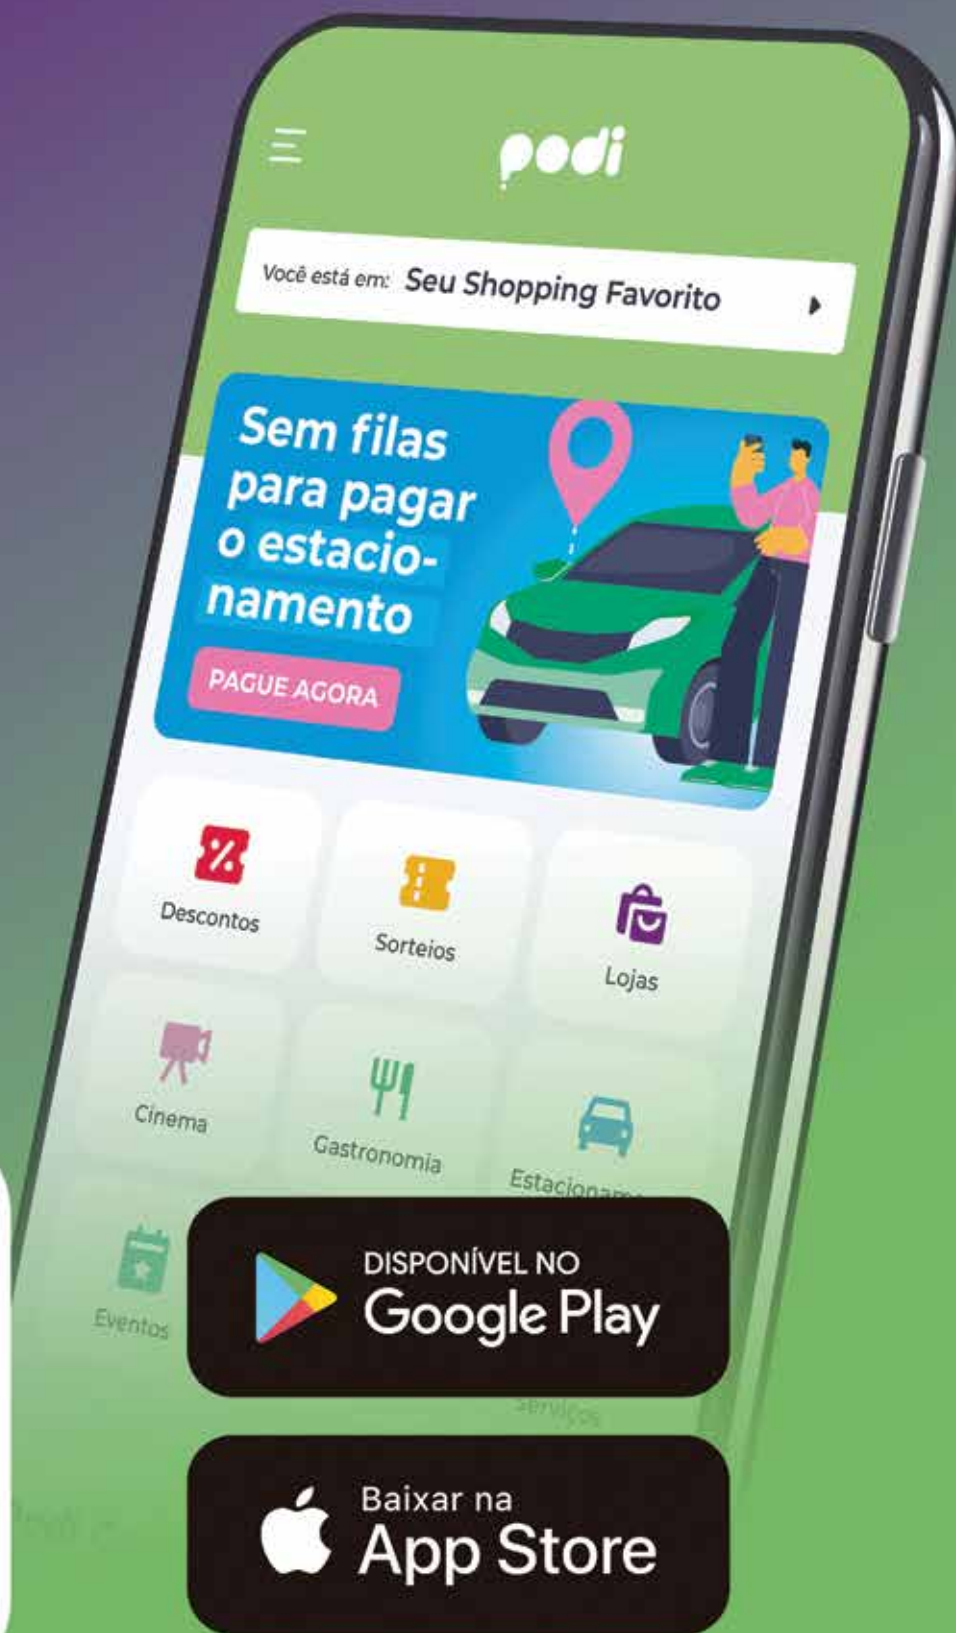 podi
Você está em: Seu Shopping Favorito
Sem filas
para pagar
o estacio-
namento
PAGUE AGORA
Descontos
Sorteios
Lojas
Cinema
Gastronomia
Eventos
Serviços
DISPONÍVEL NO
Google Play
Baixar na
App Store